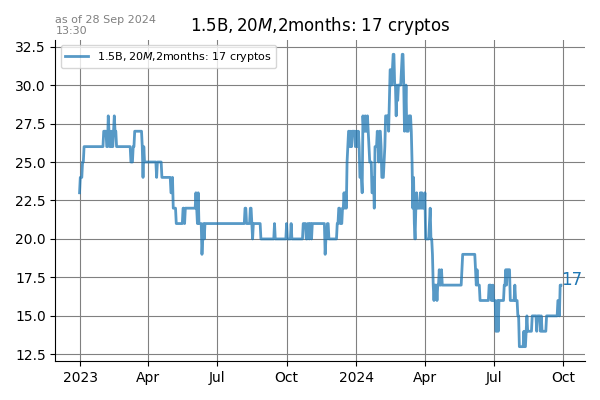 as of 28 Sep 2024
13:30
1.5B, 20M,2months: 17 cryptos
1.5B, 20M,2months: 17 cryptos
32.5
30.0
27.5
25.0
22.5
20.0
17.5
15.0
12.5
17
2023 Apr Jul Oct 2024 Apr Jul Oct